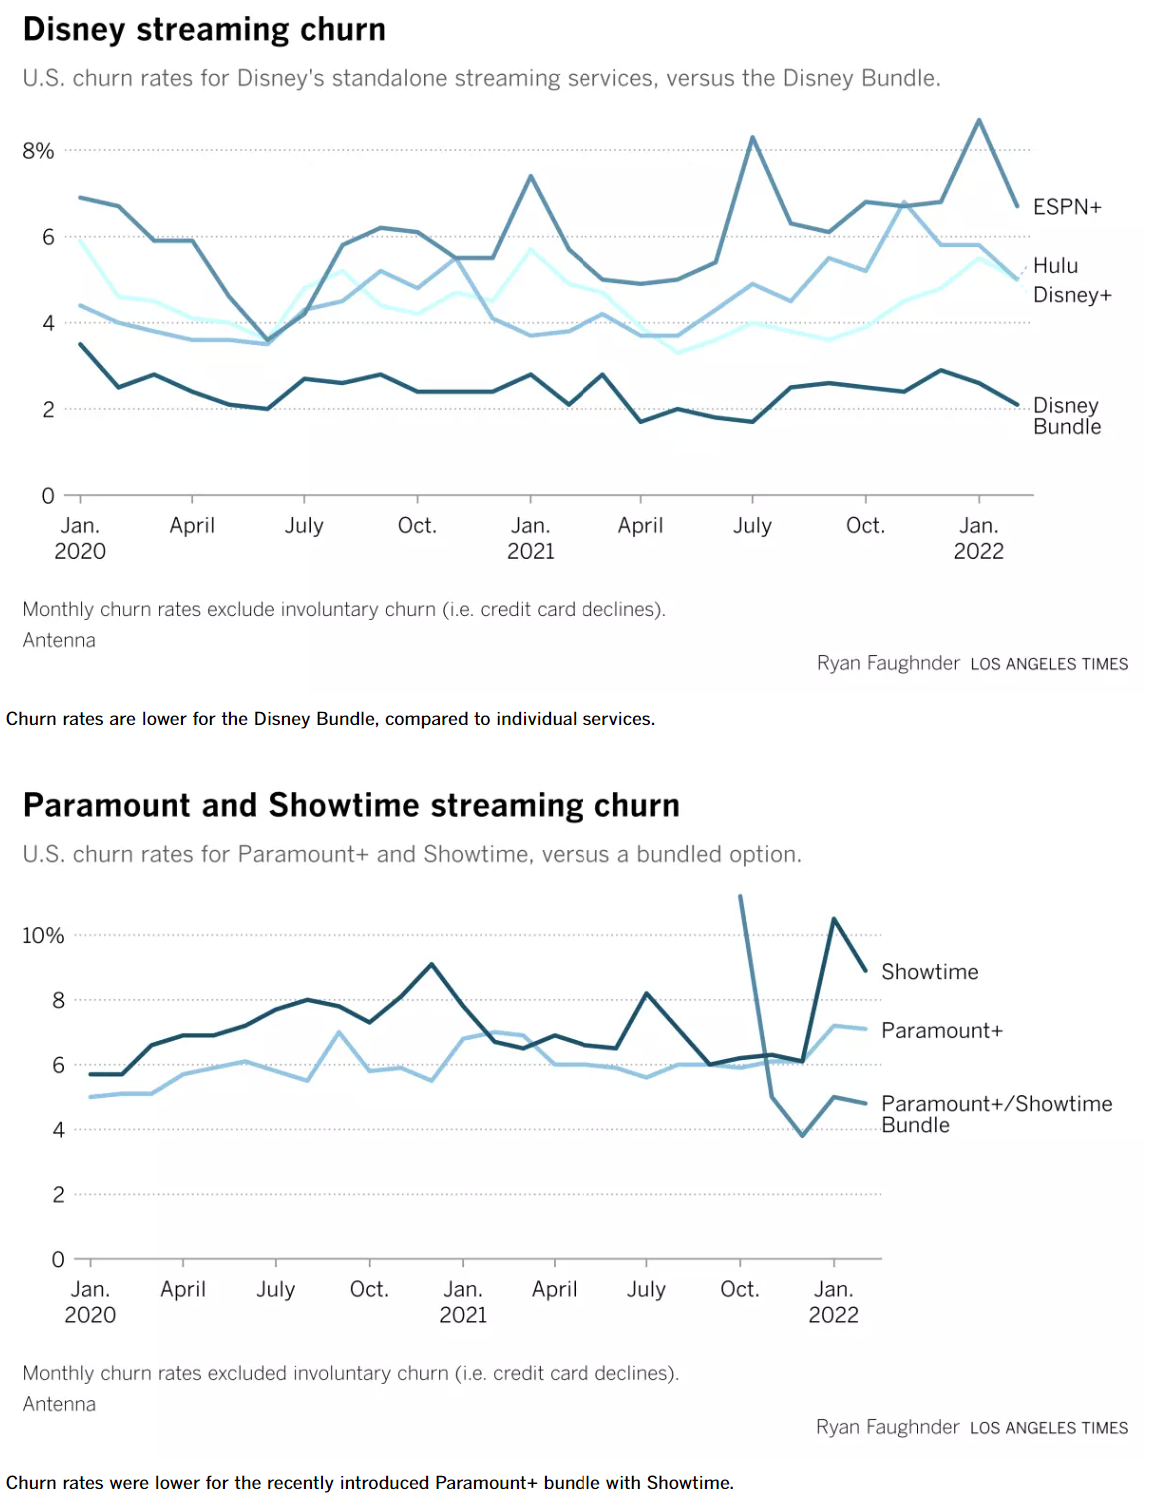 Disney streaming churn
U.S. churn rates for Disney's standalone streaming services, versus the Disney Bundle.
8%
6
4
2
0
ESPN+
Hulu
Disney+
Disney
Bundle
Jan. April July Oct. Jan. April July Oct. Jan.
2020 2021 2022
Monthly churn rates exclude involuntary churn (i.e. credit card declines).
Antenna
Ryan Faughnder LOS ANGELES TIMES
Churn rates are lower for the Disney Bundle, compared to individual services.
Paramount and Showtime streaming churn
U.S. churn rates for Paramount+ and Showtime, versus a bundled option.
10%
8
6
4
2
0
Showtime
Paramount+
Paramount+/Showtime
Bundle
Jan. April July Oct. Jan. April July Oct. Jan.
2020 2021 2022
Monthly churn rates excluded involuntary churn (i.e. credit card declines).
Antenna
Ryan Faughnder LOS ANGELES TIMES
Churn rates were lower for the recently introduced Paramount+ bundle with Showtime.